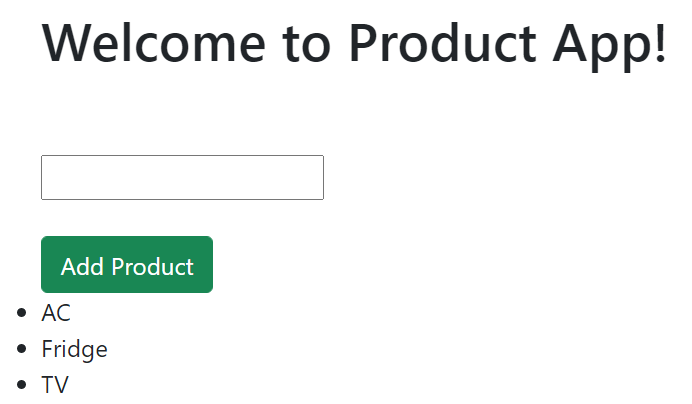 Welcome to Product App!
Add Product
AC
Fridge
TV